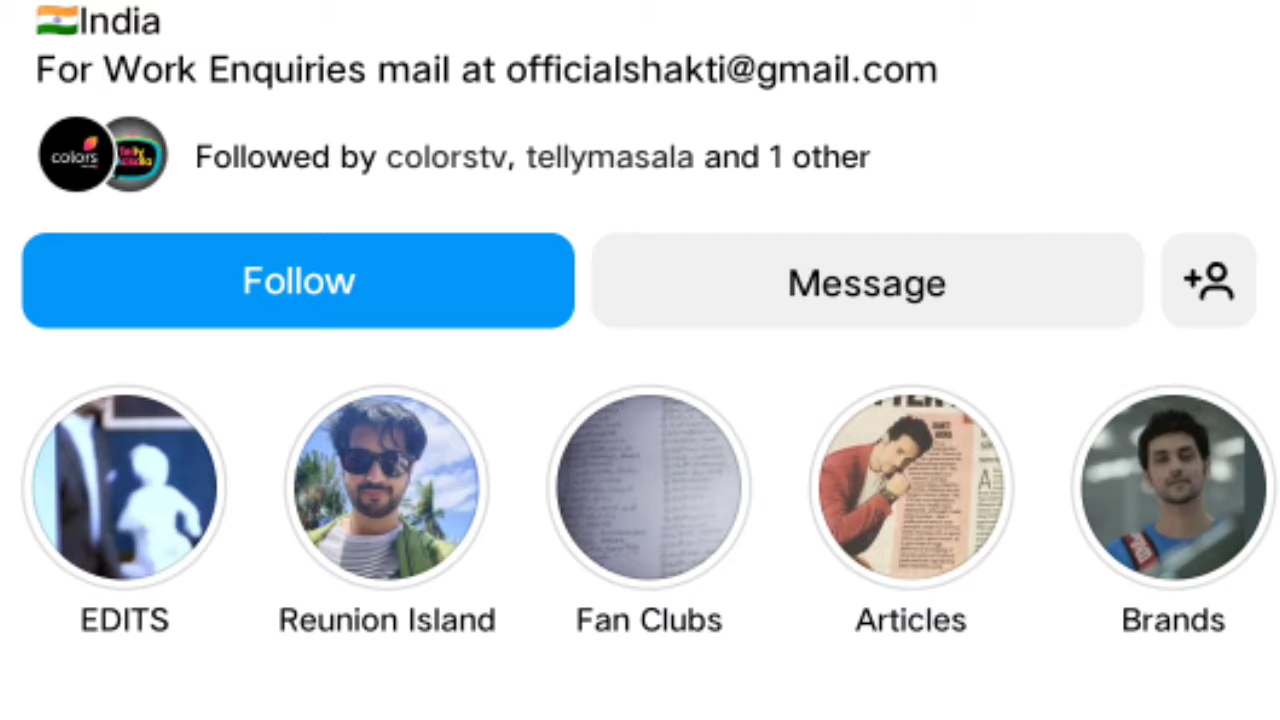 🇮🇳India
For Work Enquiries mail at officialshakti@gmail.com
colors
Followed by colorstv, tellymasala and 1 other
Follow
Message
EDITS
Reunion Island
Fan Clubs
Articles
Brands